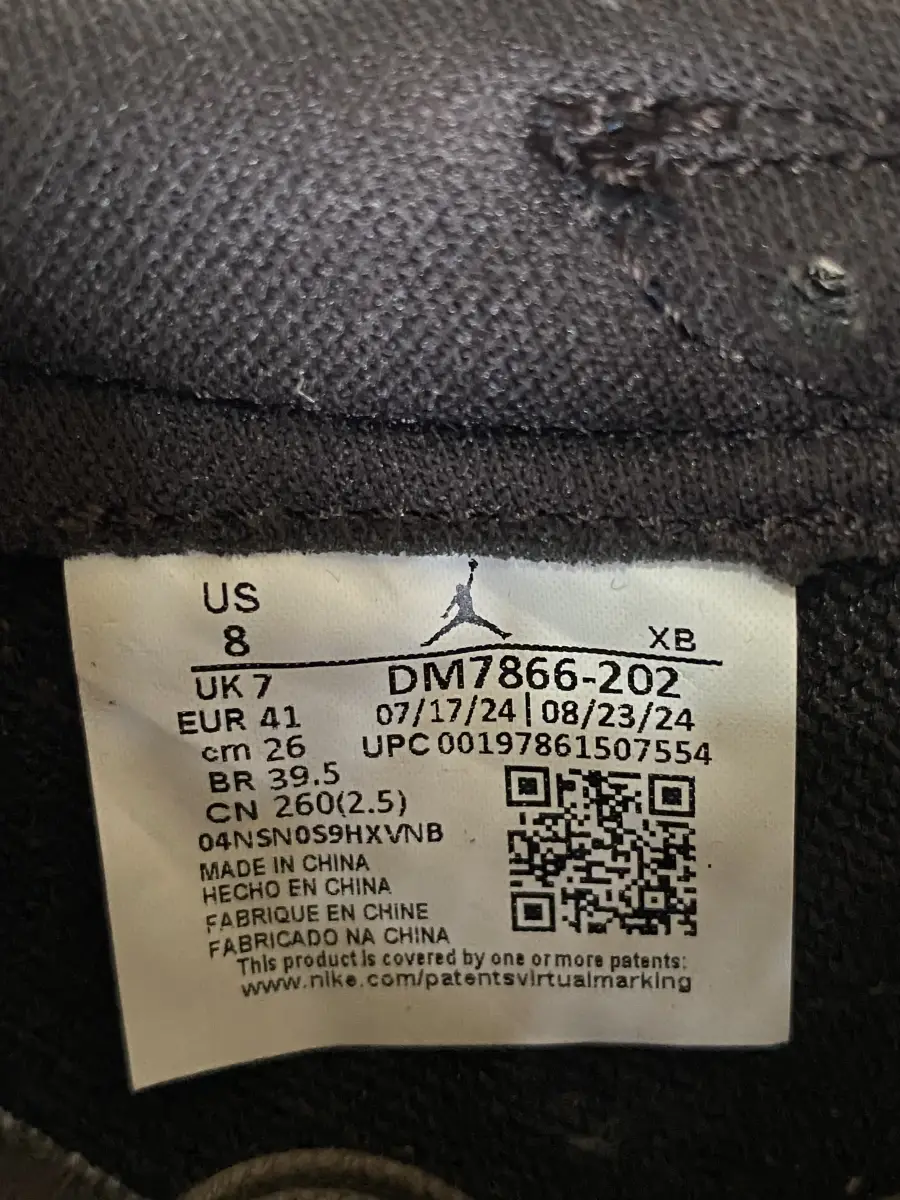 US
8
XB
UK 7
DM7866-202
EUR 41
07/17/24 | 08/23/24
cm 26
UPC 00197861507554
BR 39.5
CN 260(2.5)
04NSN0S9HXVNB
MADE IN CHINA
HECHO EN CHINA
FABRIQUE EN CHINE
FABRICADO NA CHINA
This product is covered by one or more patents:
www.nike.com/patentsvirtualmarking